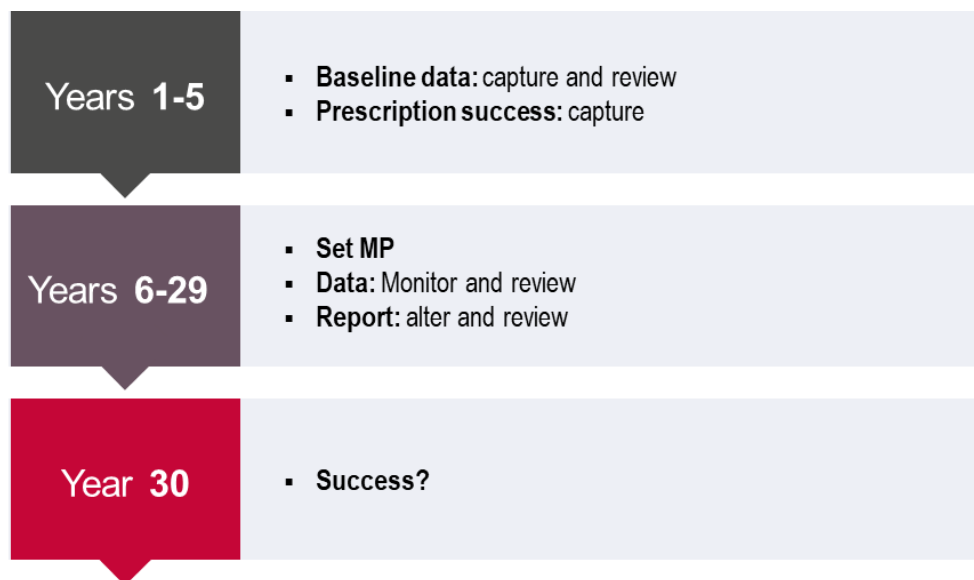 Years 1-5
▪ Baseline data: capture and review
▪ Prescription success: capture
Years 6-29
▪ Set MP
▪ Data: Monitor and review
▪ Report: alter and review
Year 30
▪ Success?